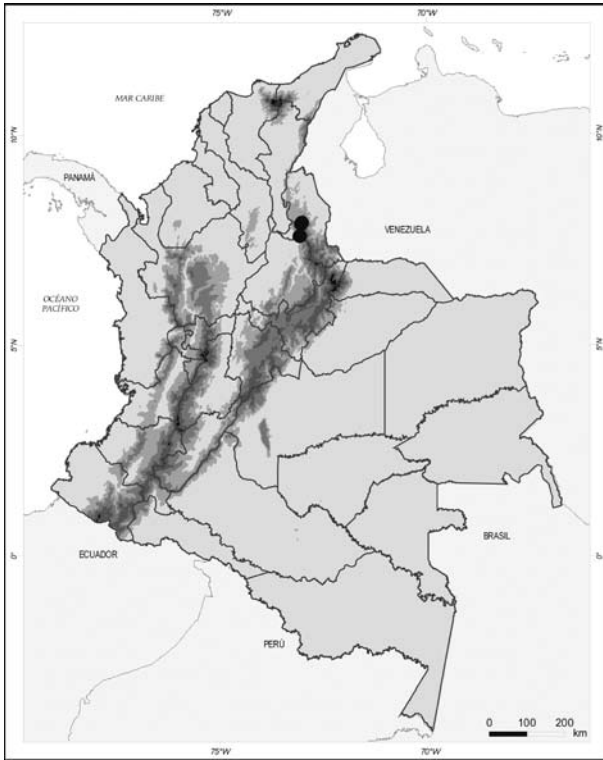 75°W
70°W
MAR CARIBE
10°N
10°N
PANAMÁ
VENEZUELA
OCÉANO
PACÍFICO
5°N
5°N
0°
0°
ECUADOR
BRASIL
PERÚ
0 100 200
km
75°W
70°W